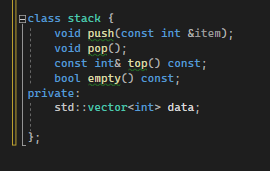 class stack {
    void push(const int &item);
    void pop();
    const int& top() const;
    bool empty() const;
private:
    std::vector<int> data;
};